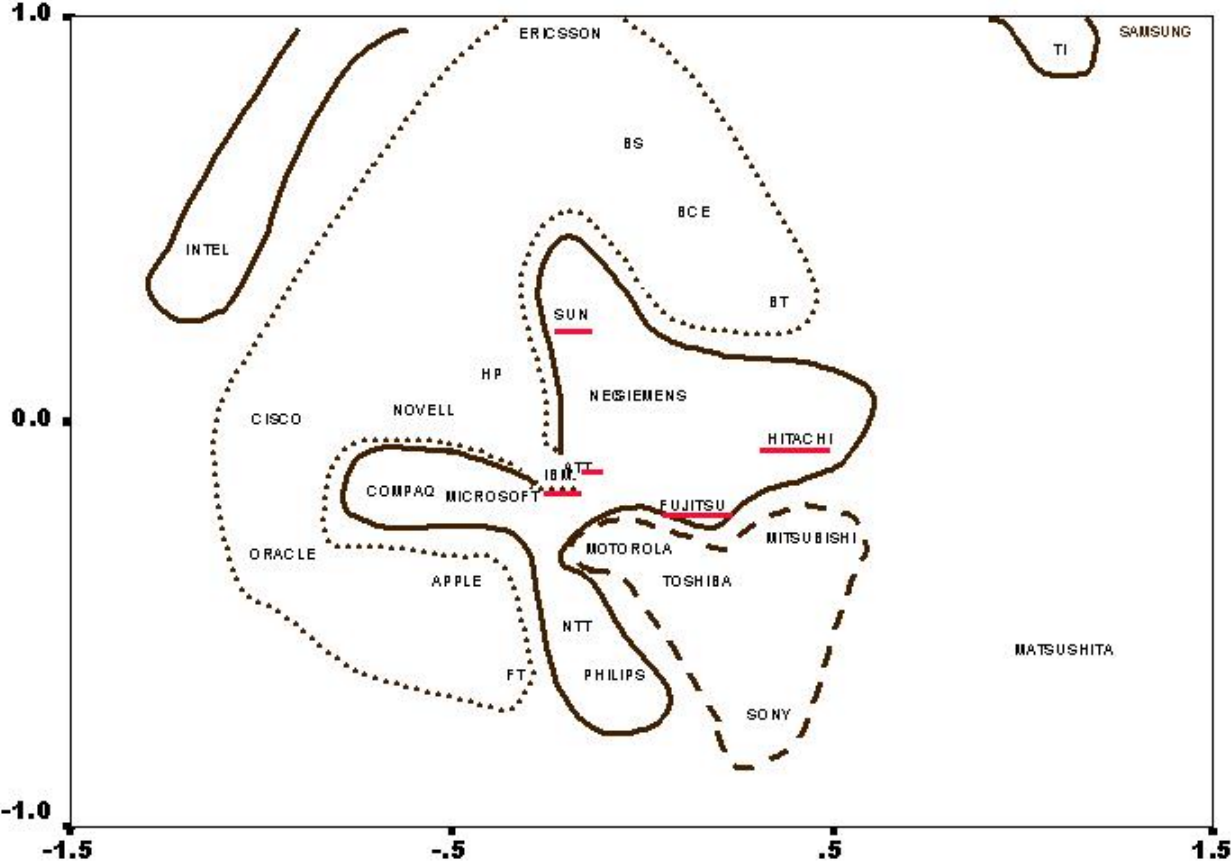 1.0
ERICSSON
SAMSUNG
TI
BS
BCE
INTEL
BT
SUN
HP
SIEMENS
NOVELL
0.0
CISCO
HITACHI
ATT
IBM
COMPAQ
MICROSOFT
FUJITSU
MITSUBISHI
MOTOROLA
ORACLE
APPLE
TOSHIBA
NTT
MATSUSHITA
FT
PHILIPS
SONY
-1.0
-1.5
-.5
.5
1.5